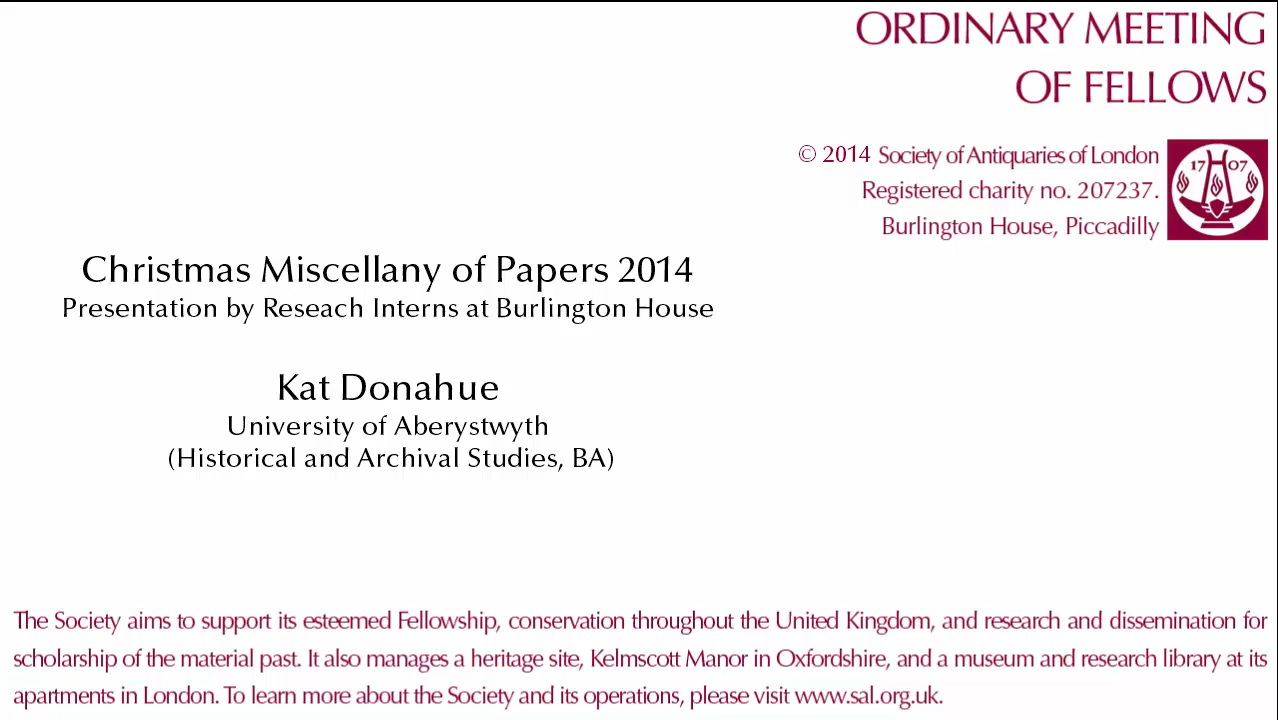 ORDINARY MEETING
OF FELLOWS
© 2014 Society of Antiquaries of London
Registered charity no. 207237.
Burlington House, Piccadilly
17 07
Christmas Miscellany of Papers 2014
Presentation by Reseach Interns at Burlington House
Kat Donahue
University of Aberystwyth
(Historical and Archival Studies, BA)
The Society aims to support its esteemed Fellowship, conservation throughout the United Kingdom, and research and dissemination for
scholarship of the material past. It also manages a heritage site, Kelmscott Manor in Oxfordshire, and a museum and research library at its
apartments in London. To learn more about the Society and its operations, please visit www.sal.org.uk.